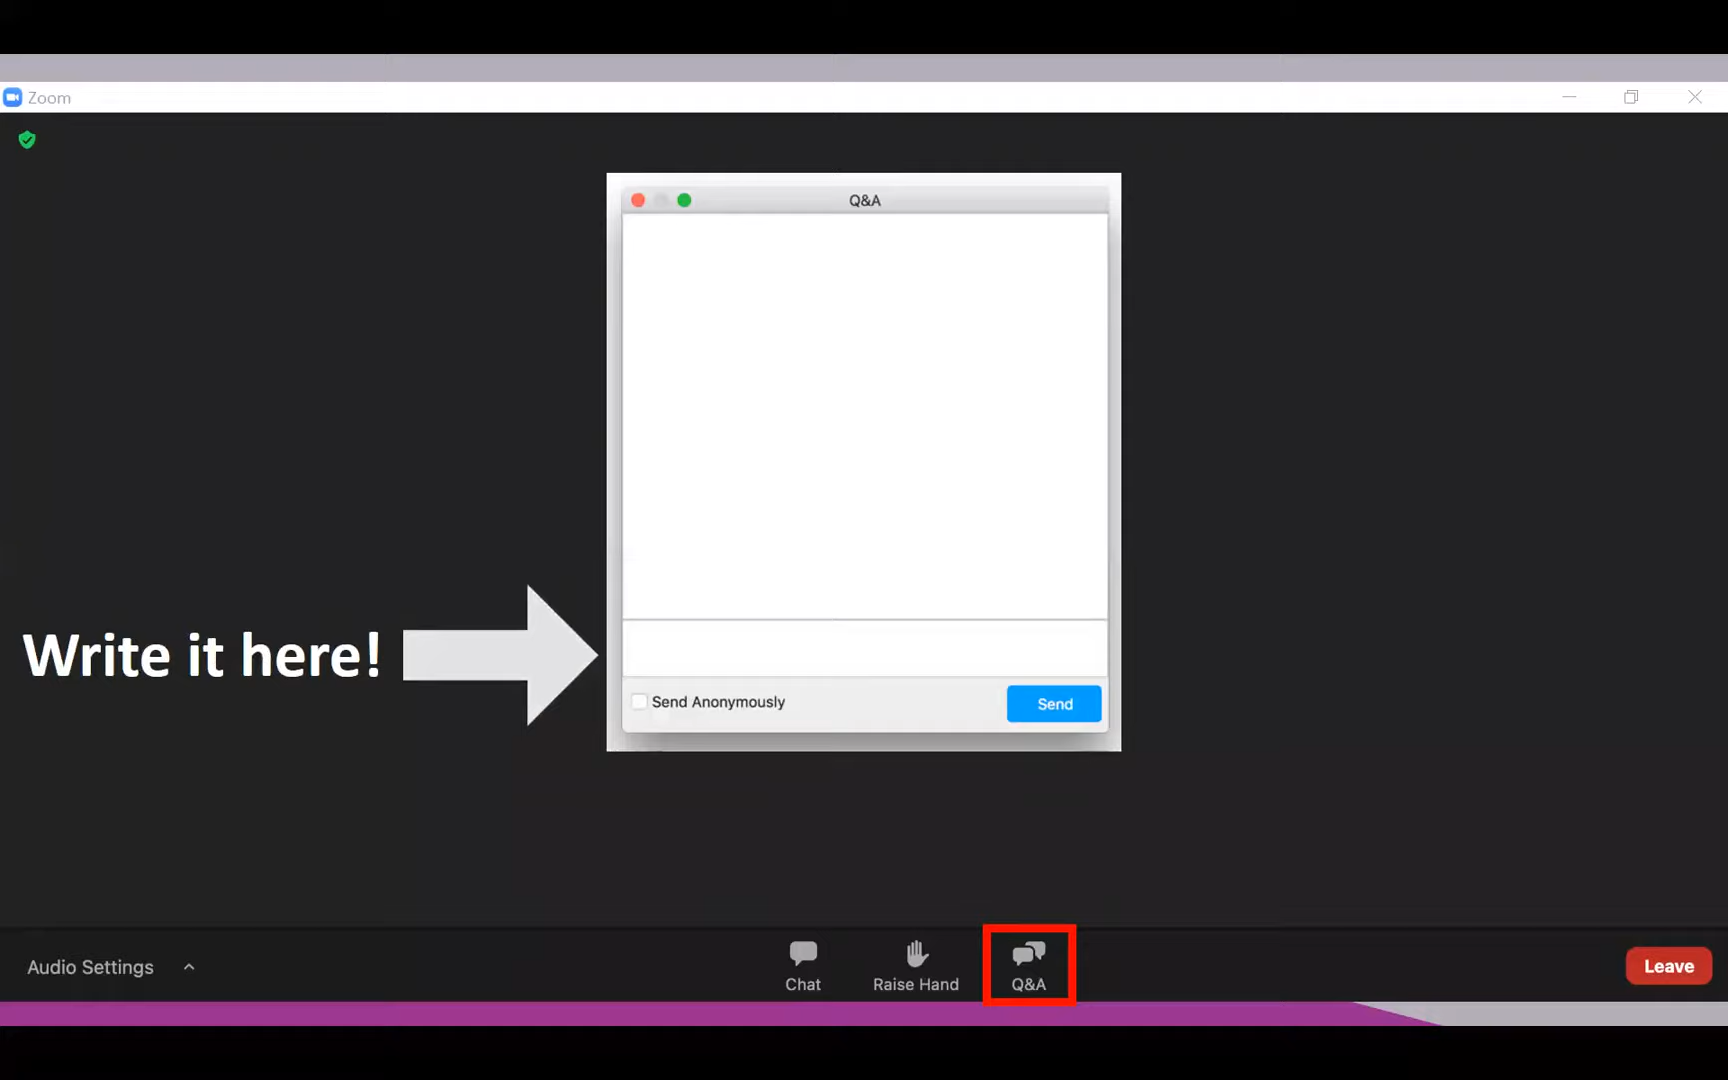 Zoom
Q&A
Write it here!
Send Anonymously
Send
Audio Settings
Chat
Raise Hand
Q&A
Leave